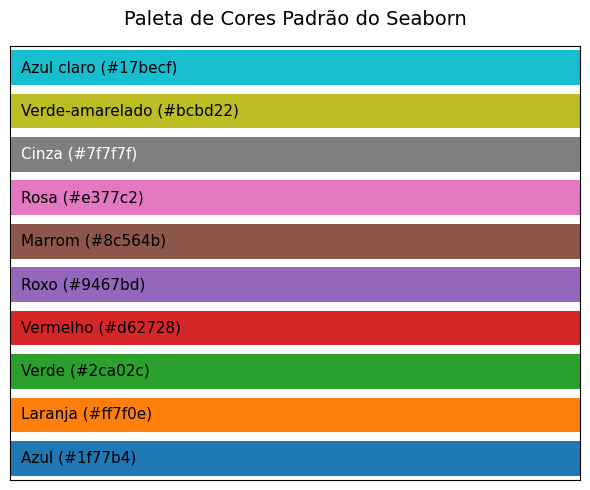 Paleta de Cores Padrão do Seaborn
Azul claro (#17becf)
Verde-amarelado (#bcbd22)
Cinza (#7f7f7f)
Rosa (#e377c2)
Marrom (#8c564b)
Roxo (#9467bd)
Vermelho (#d62728)
Verde (#2ca02c)
Laranja (#ff7f0e)
Azul (#1f77b4)